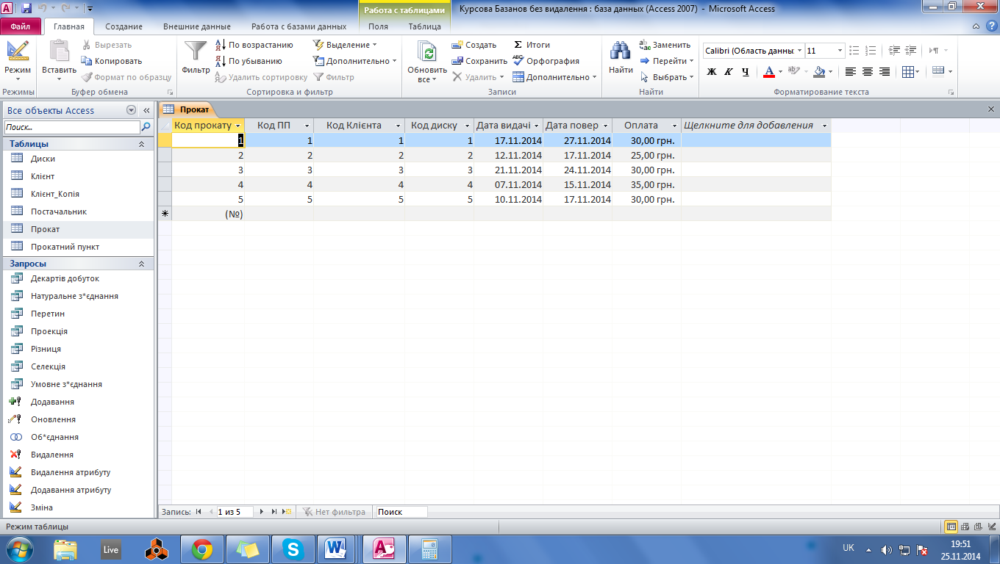 Работа с таблицами
Курсова Базанов без видалення : база данных (Access 2007) - Microsoft Access
Файл Главная Создание Внешние данные Работа с базами данных Поля Таблица
Режим
Режимы
Вставить
Вырезать
Копировать
Формат по образцу
Буфер обмена
Фильтр
По возрастанию
По убыванию
Удалить сортировку
Выделение
Дополнительно
Фильтр
Сортировка и фильтр
Обновить все
Создать
Сохранить
Удалить
Итоги
Орфография
Дополнительно
Записи
Найти
Заменить
Перейти
Выбрать
Найти
Calibri (Область данны: 11
Ж К Ч А
Форматирование текста
Все объекты Access
Поиск...
Таблицы
Диски
Клієнт
Клієнт_Копія
Постачальник
Прокат
Прокатний пункт
Запросы
Декартів добуток
Натуральне з*єднання
Перетин
Проекція
Різниця
Селекція
Умовне з*єднання
Додавання
Оновлення
Об*єднання
Видалення
Видалення атрибуту
Додавання атрибуту
Зміна
Прокат
Код прокату Код ПП Код Клієнта Код диску Дата видачі Дата повер Оплата Щелкните для добавления
1 1 1 1 17.11.2014 27.11.2014 30,00 грн.
2 2 2 2 12.11.2014 17.11.2014 25,00 грн.
3 3 3 3 21.11.2014 24.11.2014 30,00 грн.
4 4 4 4 07.11.2014 15.11.2014 35,00 грн.
5 5 5 5 10.11.2014 17.11.2014 30,00 грн.
(№)
Запись: 1 из 5 Нет фильтра Поиск
Режим таблицы
Live
UK
19:51
25.11.2014